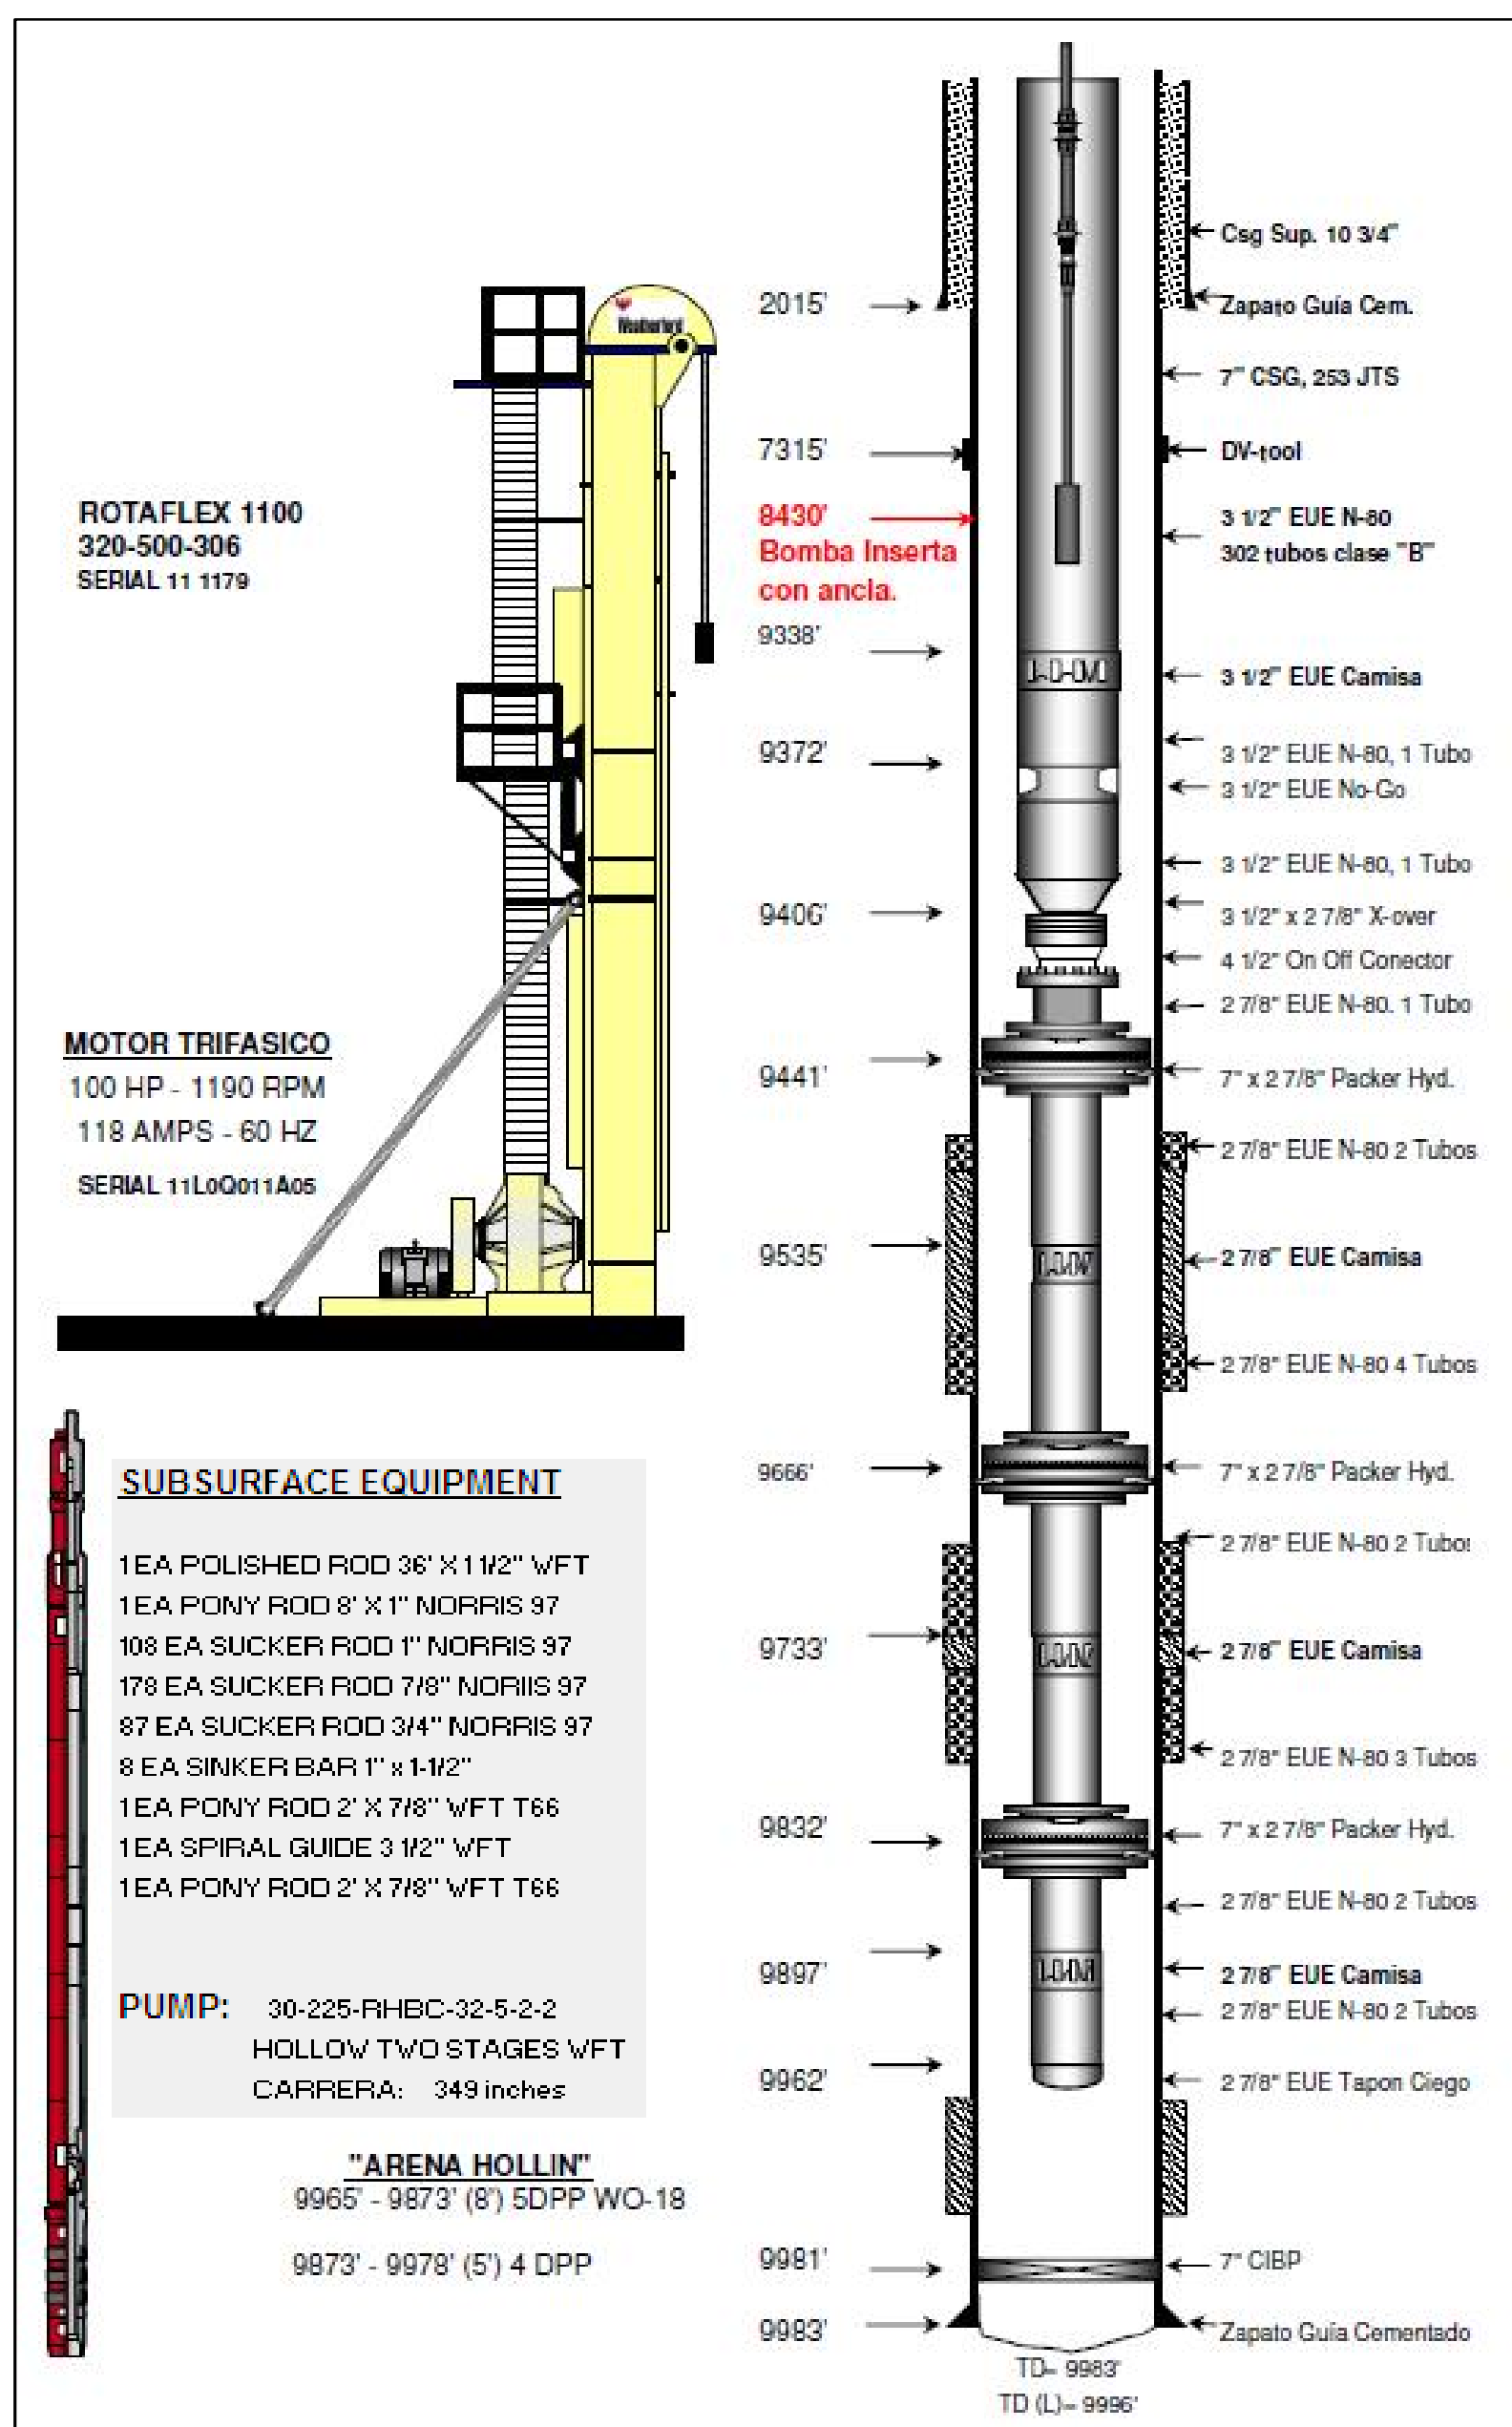 Weatherford
ROTAFLEX 1100
320-500-306
SERIAL 11 1179
MOTOR TRIFASICO
100 HP - 1190 RPM
118 AMPS - 60 HZ
SERIAL 11L0Q011A05
SUBSURFACE EQUIPMENT
1 EA POLISHED ROD 36' X 1 1/2" WFT
1 EA PONY ROD 8' X 1" NORRIS 97
108 EA SUCKER ROD 1" NORRIS 97
178 EA SUCKER ROD 7/8" NORIIS 97
87 EA SUCKER ROD 3/4" NORRIS 97
8 EA SINKER BAR 1" x 1-1/2"
1 EA PONY ROD 2' X 7/8" WFT T66
1 EA SPIRAL GUIDE 3 1/2" WFT
1 EA PONY ROD 2' X 7/8" WFT T66
PUMP: 30-225-RHBC-32-5-2-2
HOLLOW TWO STAGES WFT
CARRERA: 349 inches
"ARENA HOLLIN"
9965' - 9873' (8') 5DPP WO-18
9873' - 9978' (5') 4 DPP
2015'
7315'
8430'
Bomba Inserta
con ancla.
9338'
9372'
9406'
9441'
9535'
9666'
9733'
9832'
9897'
9962'
9981'
9983'
Csg Sup. 10 3/4"
Zapato Guía Cem.
7" CSG, 253 JTS
DV-tool
3 1/2" EUE N-80
302 tubos clase "B"
3 1/2" EUE Camisa
3 1/2" EUE N-80, 1 Tubo
3 1/2" EUE No-Go
3 1/2" EUE N-80, 1 Tubo
3 1/2" x 2 7/8" X-over
4 1/2" On Off Conector
2 7/8" EUE N-80. 1 Tubo
7" x 2 7/8" Packer Hyd.
2 7/8" EUE N-80 2 Tubos
2 7/8" EUE Camisa
2 7/8" EUE N-80 4 Tubos
7" x 2 7/8" Packer Hyd.
2 7/8" EUE N-80 2 Tubos
2 7/8" EUE Camisa
2 7/8" EUE N-80 3 Tubos
7" x 2 7/8" Packer Hyd.
2 7/8" EUE N-80 2 Tubos
2 7/8" EUE Camisa
2 7/8" EUE N-80 2 Tubos
2 7/8" EUE Tapon Ciego
7" CIBP
Zapato Guía Cementado
TD= 9983'
TD (L)= 9996'